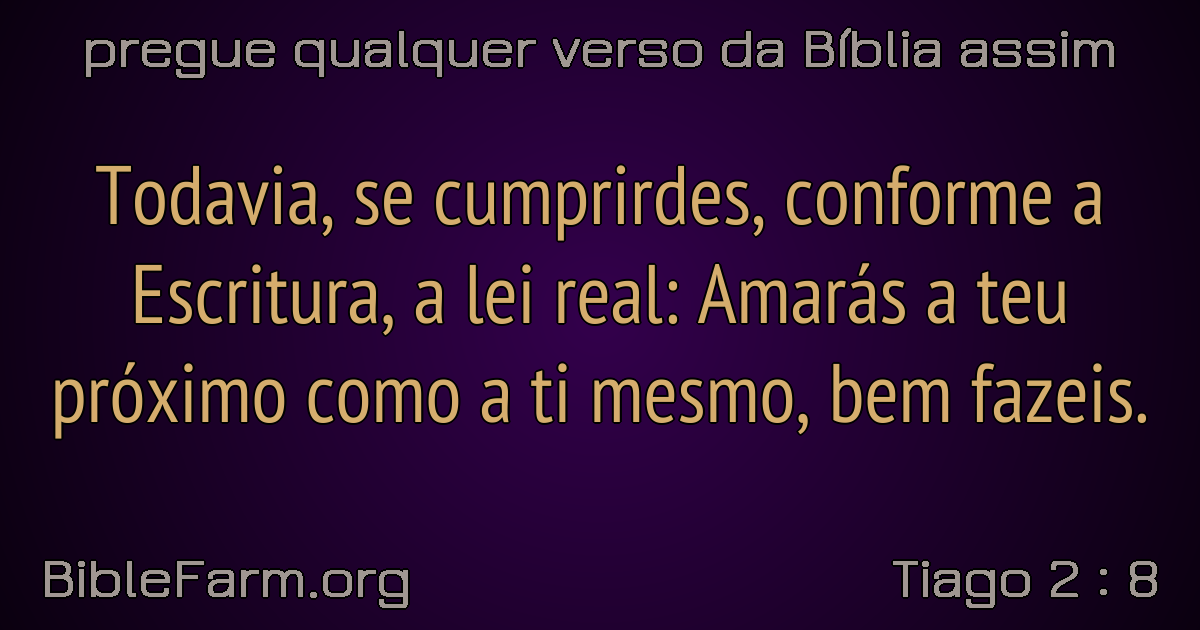 pregue qualquer verso da Bíblia assim
Todavia, se cumprirdes, conforme a
Escritura, a lei real: Amarás a teu
próximo como a ti mesmo, bem fazeis.
BibleFarm.org
Tiago 2 : 8